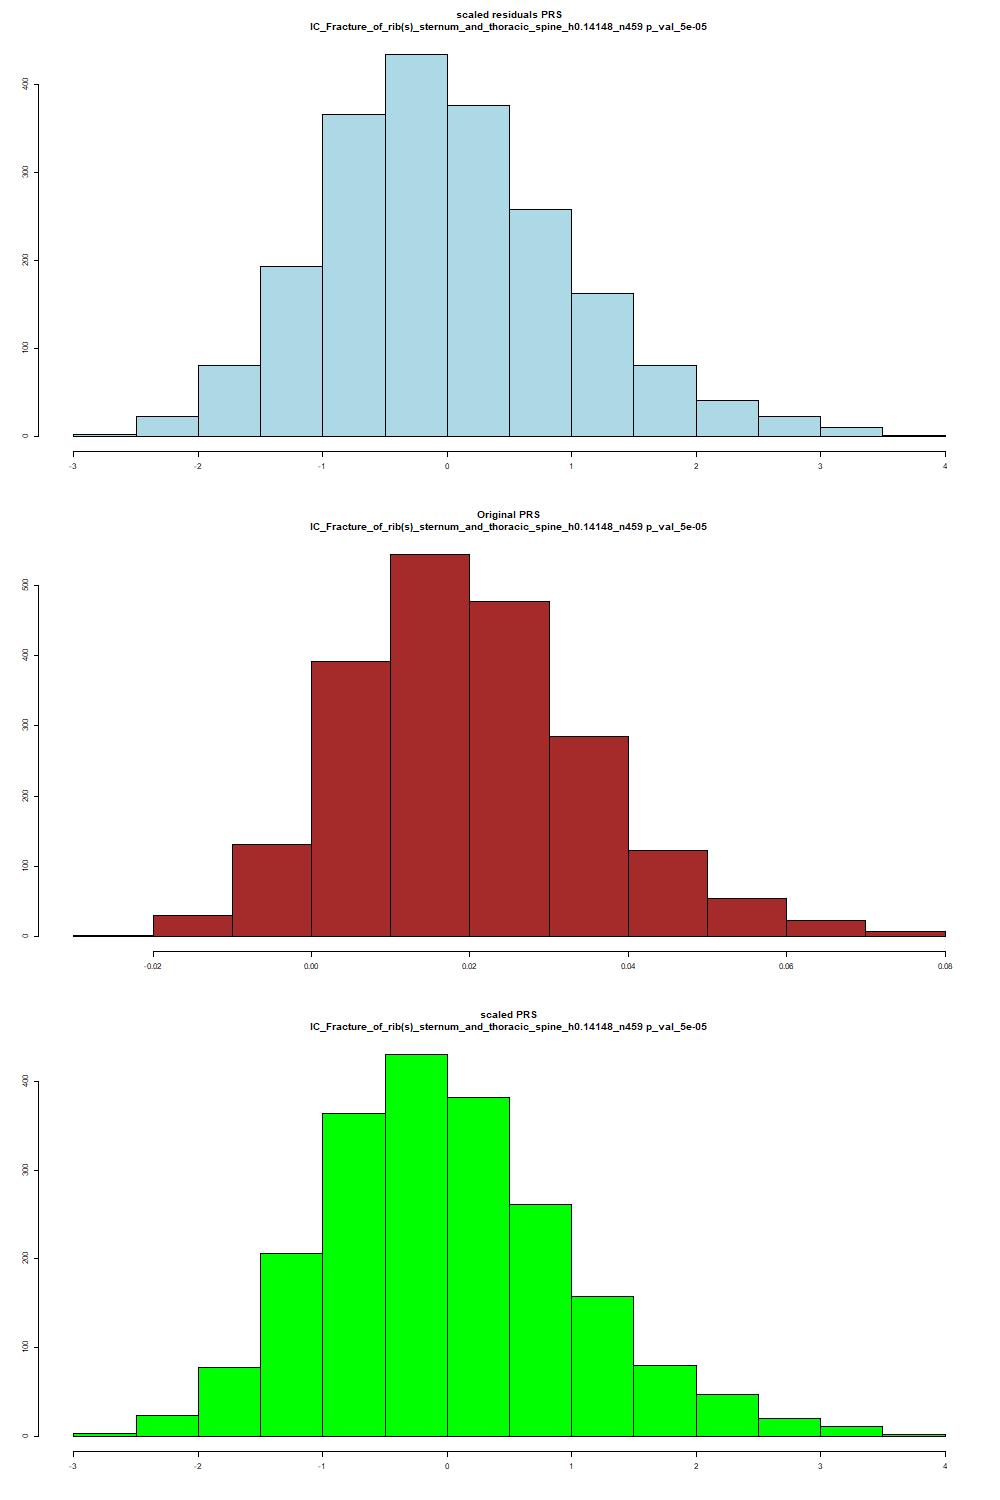 scaled residuals PRS
IC_Fracture_of_rib(s)_sternum_and_thoracic_spine_h0.14148_n459 p_val_5e-05
400
300
200
100
0
-3 -2 -1 0 1 2 3 4
Original PRS
IC_Fracture_of_rib(s)_sternum_and_thoracic_spine_h0.14148_n459 p_val_5e-05
500
400
300
200
100
0
-0.02 0.00 0.02 0.04 0.06 0.08
scaled PRS
IC_Fracture_of_rib(s)_sternum_and_thoracic_spine_h0.14148_n459 p_val_5e-05
400
300
200
100
0
-3 -2 -1 0 1 2 3 4